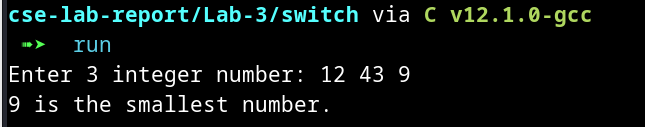 cse-lab-report/Lab-3/switch via C v12.1.0-gcc
➠➤ run
Enter 3 integer number: 12 43 9
9 is the smallest number.